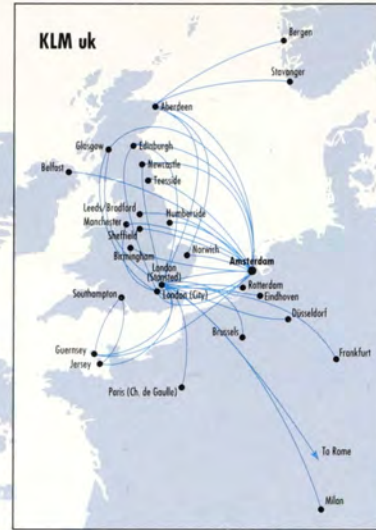 KLM uk
Bergen
Stavanger
Aberdeen
Glasgow
Edinburgh
Newcastle
Belfast
Teesside
Leeds/Bradford
Humberside
Manchester
Sheffield
Norwich
Birmingham
Amsterdam
London
(Stansted)
Rotterdam
Southampton
London (City)
Eindhoven
Düsseldorf
Brussels
Guernsey
Frankfurt
Jersey
Paris (Ch. de Gaulle)
To Rome
Milan